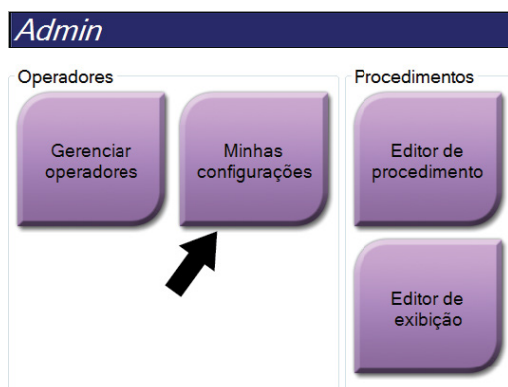 Admin
Operadores
Gerenciar
operadores
Minhas
configurações
Procedimentos
Editor de
procedimento
Editor de
exibição